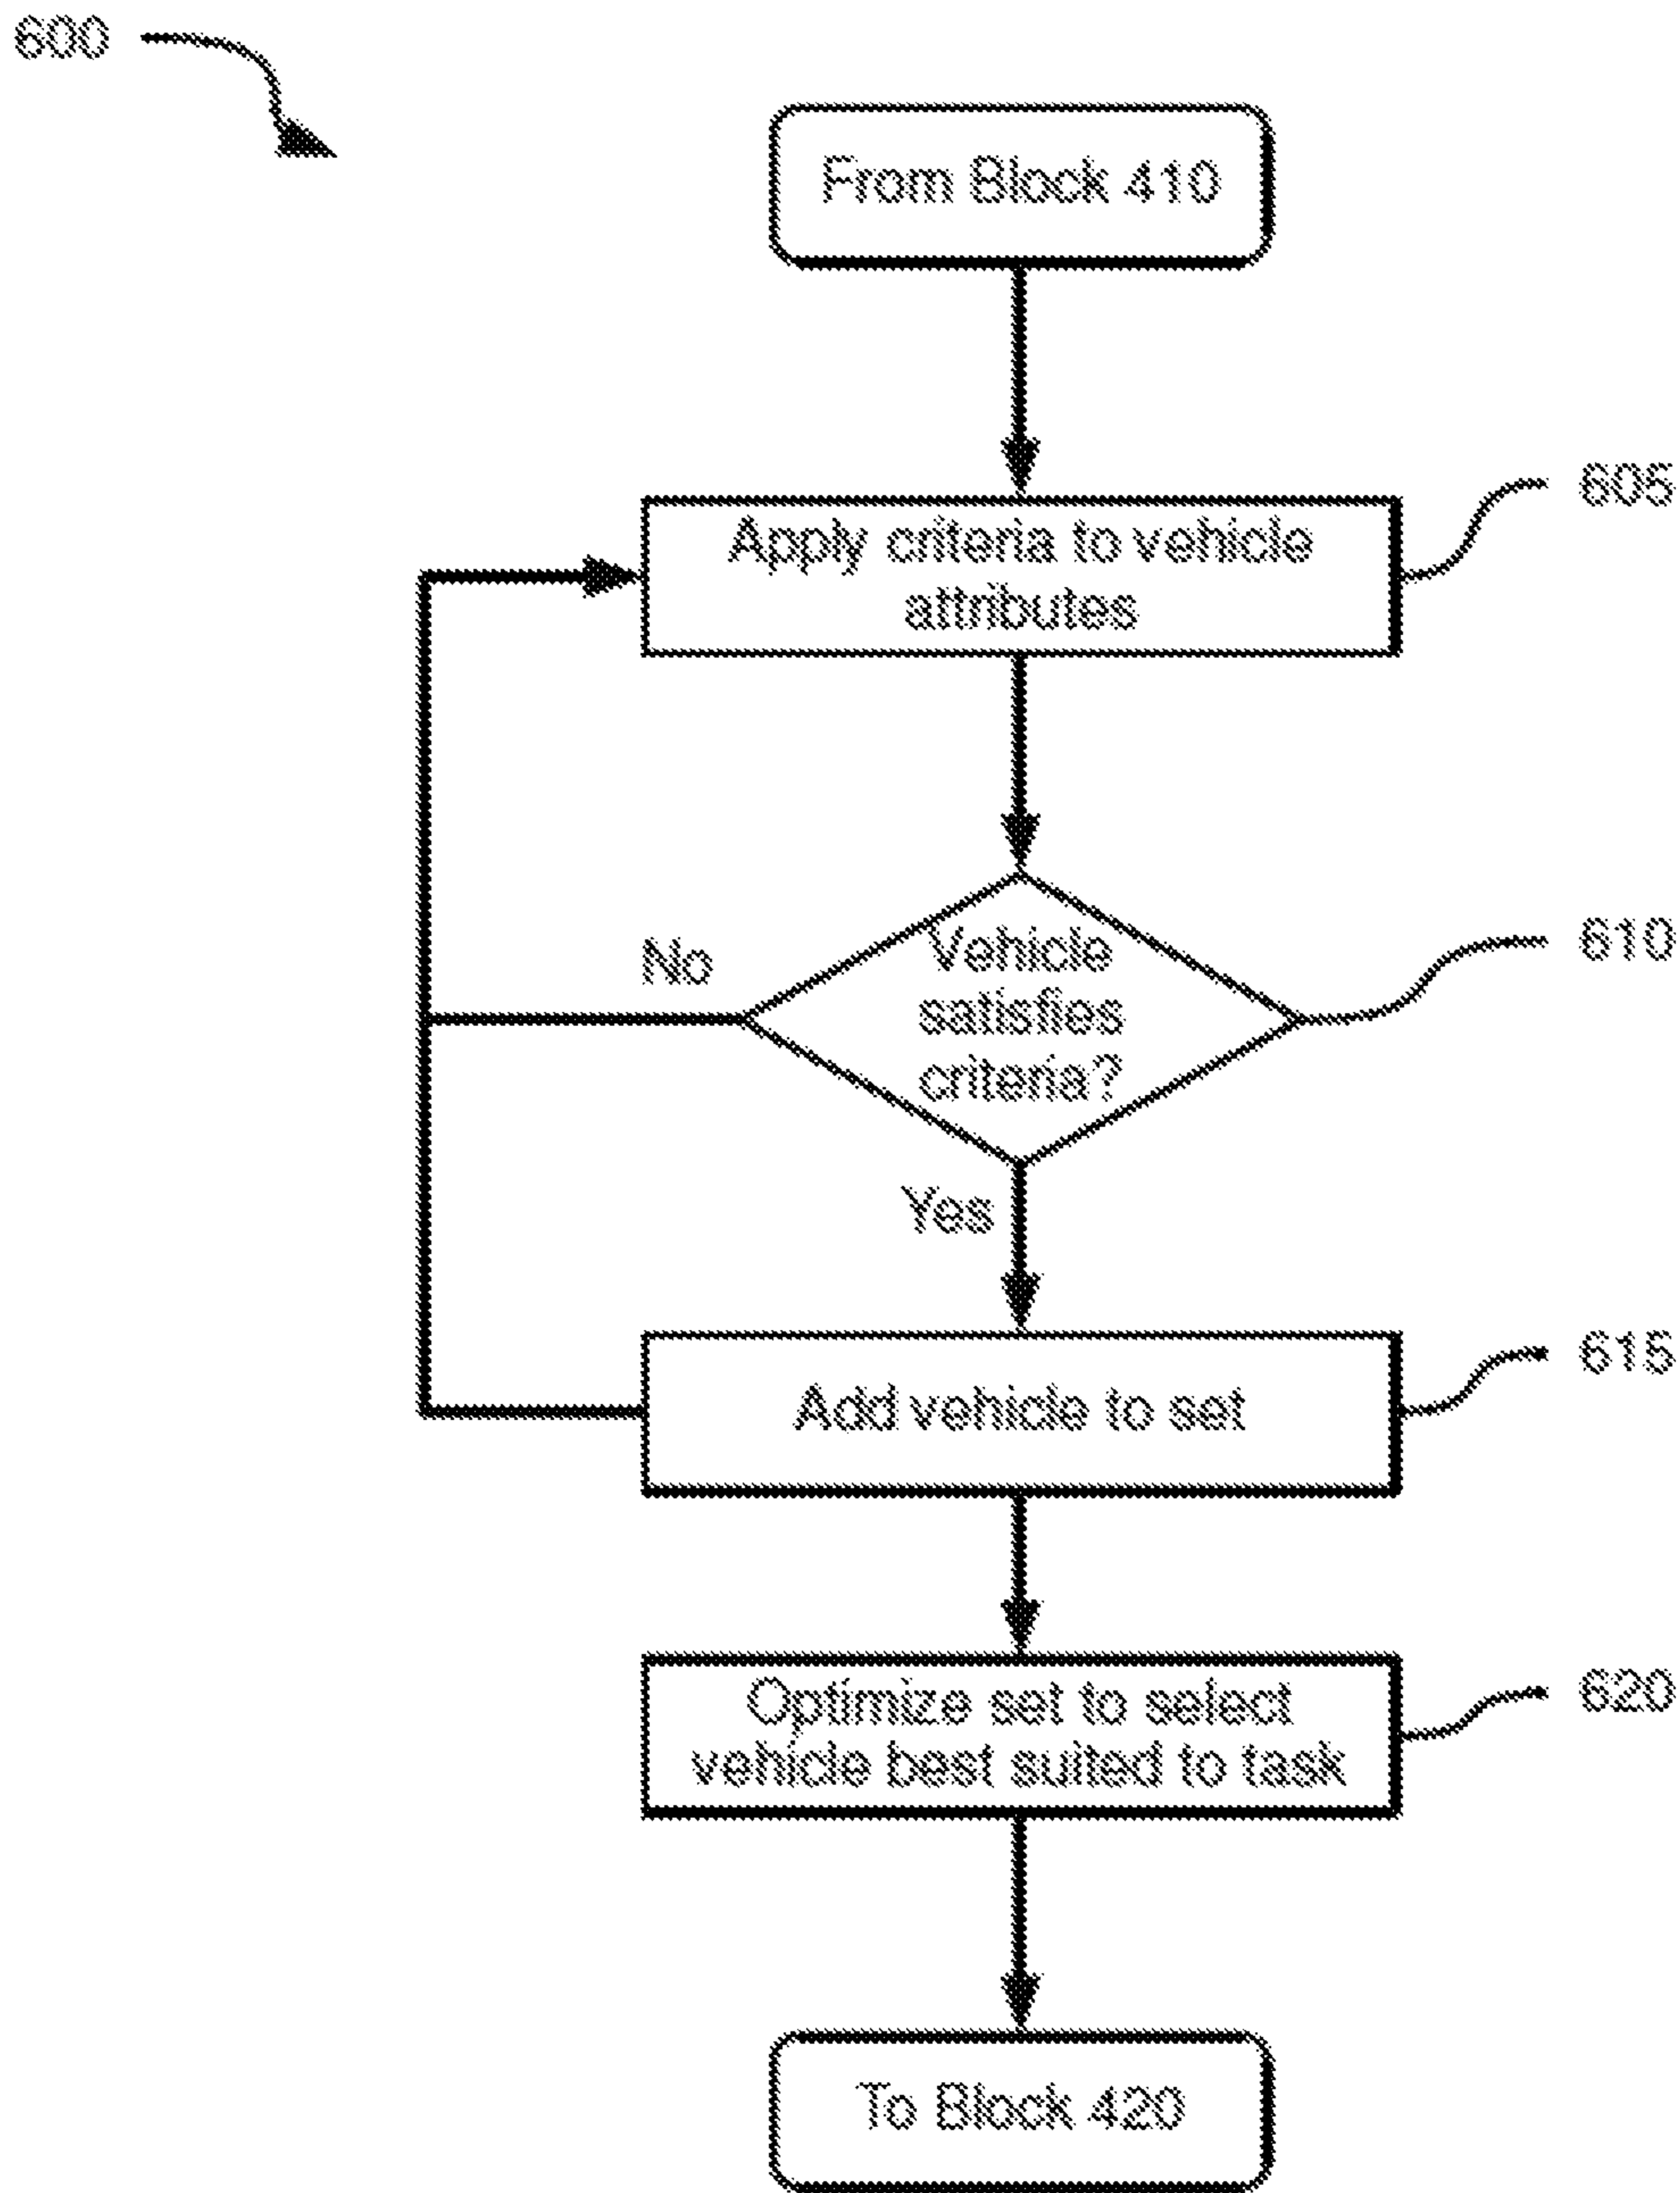 600
From Block 410
605
Apply criteria to vehicle
attributes
610
No
Vehicle
satisfies
criteria?
Yes
615
Add vehicle to set
620
Optimize set to select
vehicle best suited to task
To Block 420